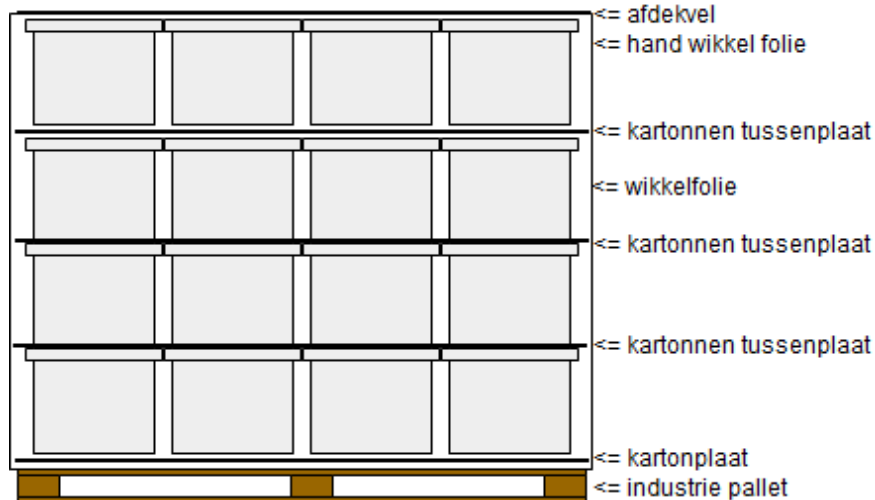 <= afdekvel
<= hand wikkel folie
<= kartonnen tussenplaat
<= wikkelfolie
<= kartonnen tussenplaat
<= kartonnen tussenplaat
<= kartonplaat
<= industrie pallet